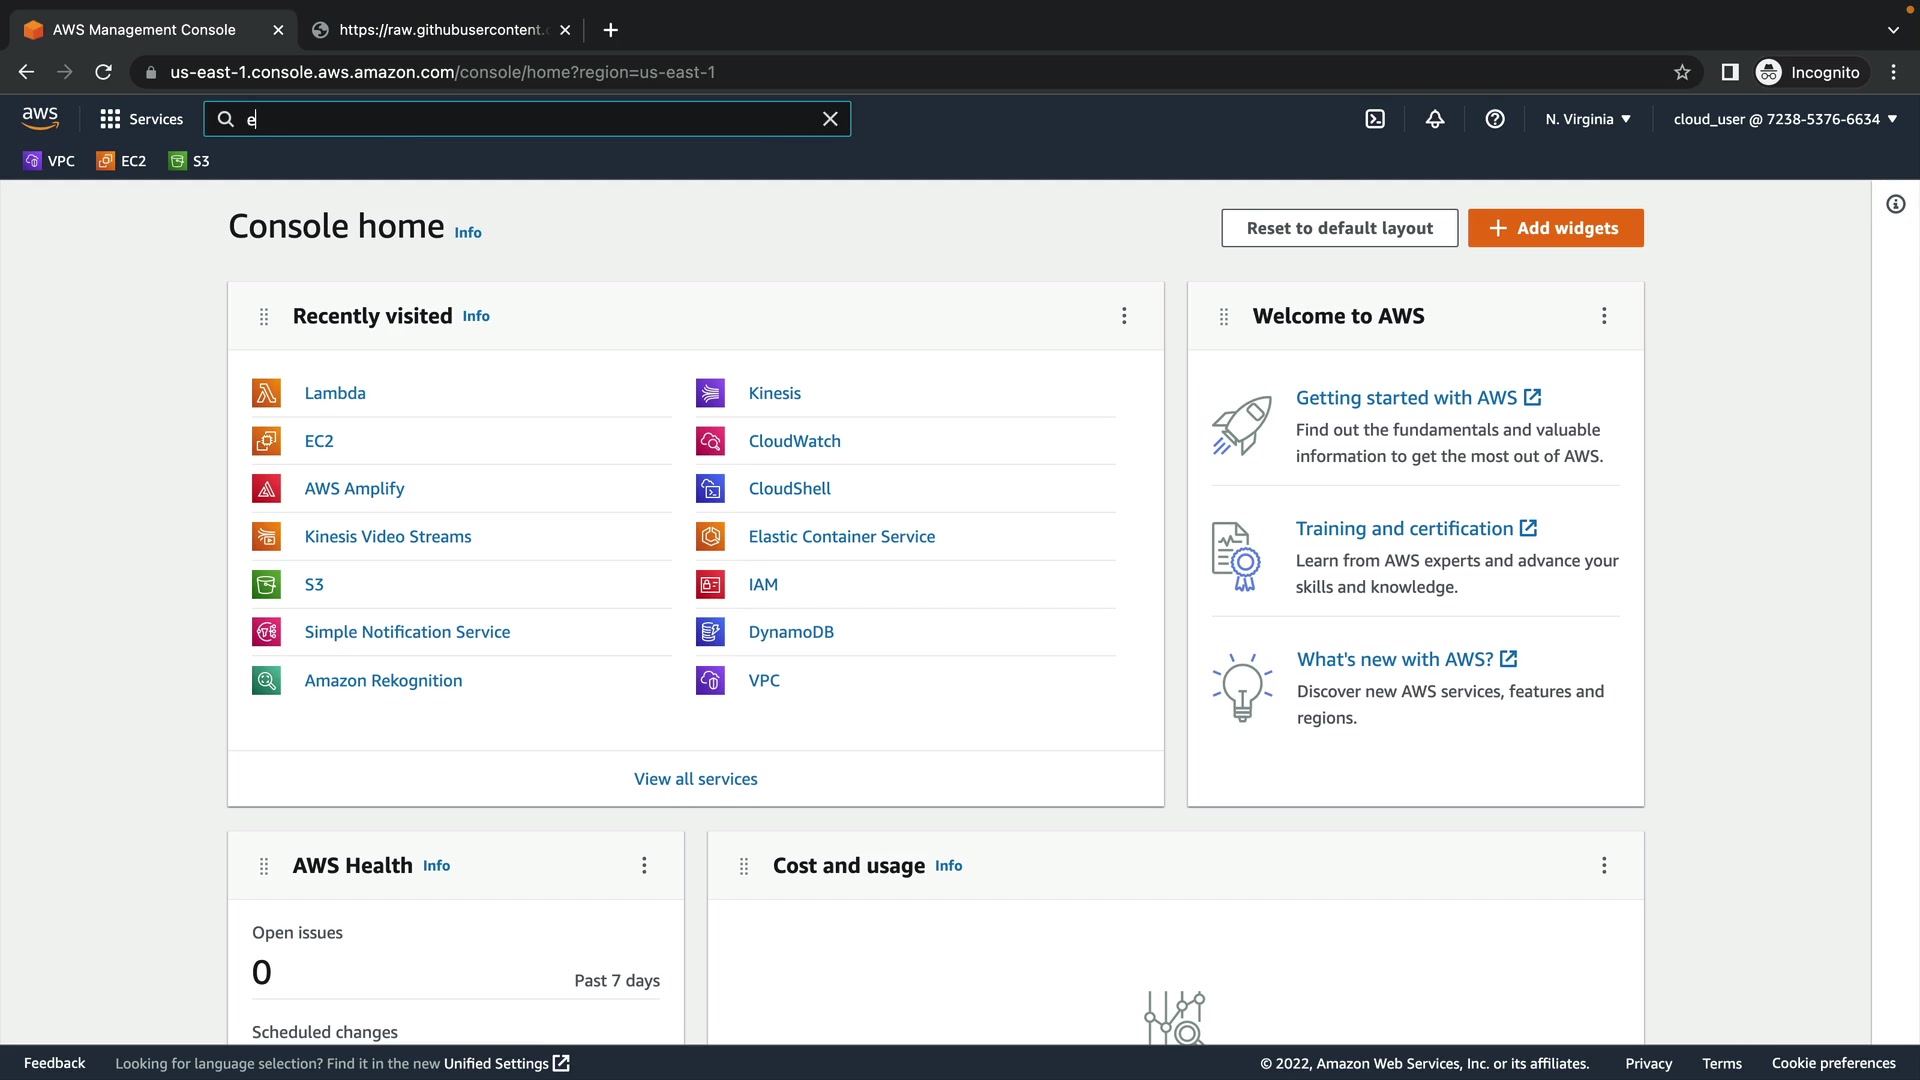 AWS Management Console
https://raw.githubusercontent.c
us-east-1.console.aws.amazon.com/console/home?region=us-east-1
Incognito
aws
Services
e
N. Virginia
cloud_user @ 7238-5376-6634
VPC
EC2
S3
Console home
Info
Reset to default layout
Add widgets
Recently visited
Info
Lambda
EC2
AWS Amplify
Kinesis Video Streams
S3
Simple Notification Service
Amazon Rekognition
Kinesis
CloudWatch
CloudShell
Elastic Container Service
IAM
DynamoDB
VPC
View all services
Welcome to AWS
Getting started with AWS
Find out the fundamentals and valuable
information to get the most out of AWS.
Training and certification
Learn from AWS experts and advance your
skills and knowledge.
What's new with AWS?
Discover new AWS services, features and
regions.
AWS Health
Info
Open issues
0
Past 7 days
Scheduled changes
Cost and usage
Info
Feedback
Looking for language selection? Find it in the new Unified Settings
© 2022, Amazon Web Services, Inc. or its affiliates.
Privacy
Terms
Cookie preferences